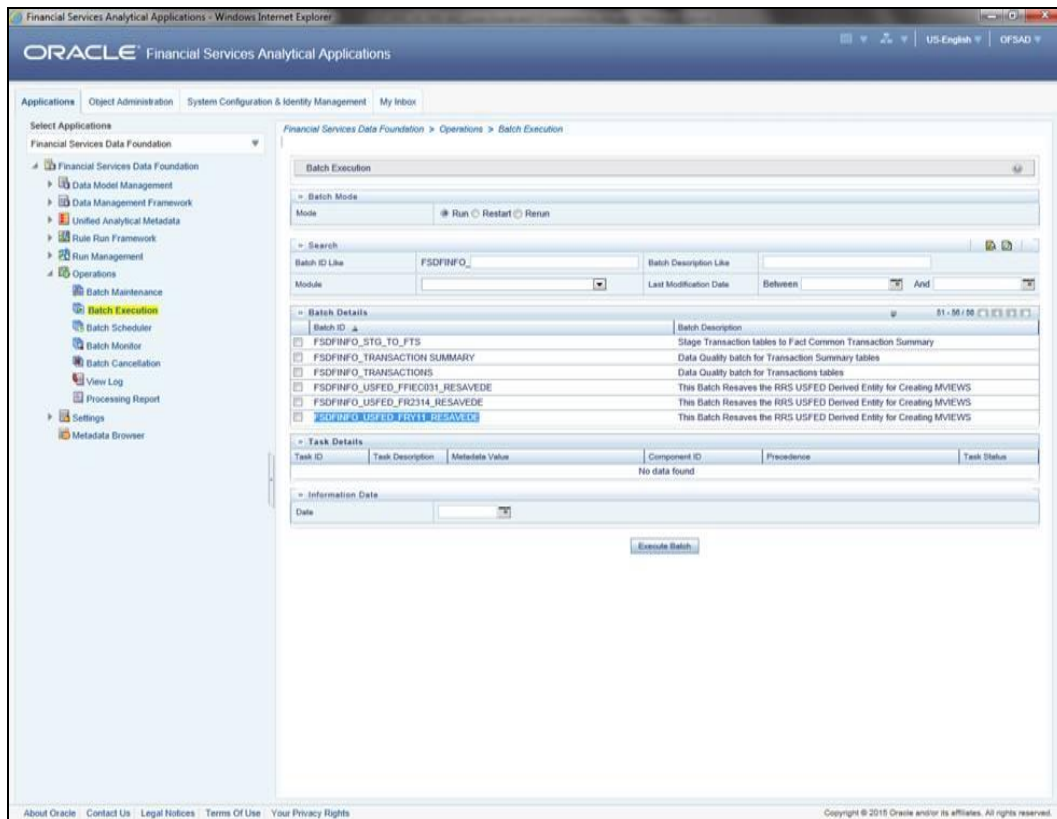 Financial Services Analytical Applications - Windows Internet Explorer
ORACLE Financial Services Analytical Applications
US-English
OFSAD
Applications Object Administration System Configuration & Identity Management My Inbox
Select Applications
Financial Services Data Foundation
Financial Services Data Foundation
Data Model Management
Data Management Framework
Unified Analytical Metadata
Rule Run Framework
Run Management
Operations
Batch Maintenance
Batch Execution
Batch Scheduler
Batch Monitor
Batch Cancellation
View Log
Processing Report
Settings
Metadata Browser
Financial Services Data Foundation > Operations > Batch Execution
Batch Execution
Batch Mode
Mode Run Restart Rerun
Search
Batch ID Like FSDFINFO_ Batch Description Like
Module Last Modification Date Between And
Batch Details 51 - 56 / 56
Batch ID Batch Description
FSDFINFO_STG_TO_FTS Stage Transaction tables to Fact Common Transaction Summary
FSDFINFO_TRANSACTION SUMMARY Data Quality batch for Transaction Summary tables
FSDFINFO_TRANSACTIONS Data Quality batch for Transactions tables
FSDFINFO_USFED_FFIEC031_RESAVEDE This Batch Resaves the RRS USFED Derived Entity for Creating MVIEWS
FSDFINFO_USFED_FR2314_RESAVEDE This Batch Resaves the RRS USFED Derived Entity for Creating MVIEWS
FSDFINFO_USFED_FRY11_RESAVEDE This Batch Resaves the RRS USFED Derived Entity for Creating MVIEWS
Task Details
Task ID Task Description Metadata Value Component ID Precedence Task Status
No data found
Information Date
Date
Execute Batch
About Oracle Contact Us Legal Notices Terms Of Use Your Privacy Rights
Copyright © 2015 Oracle and/or its affiliates. All rights reserved.